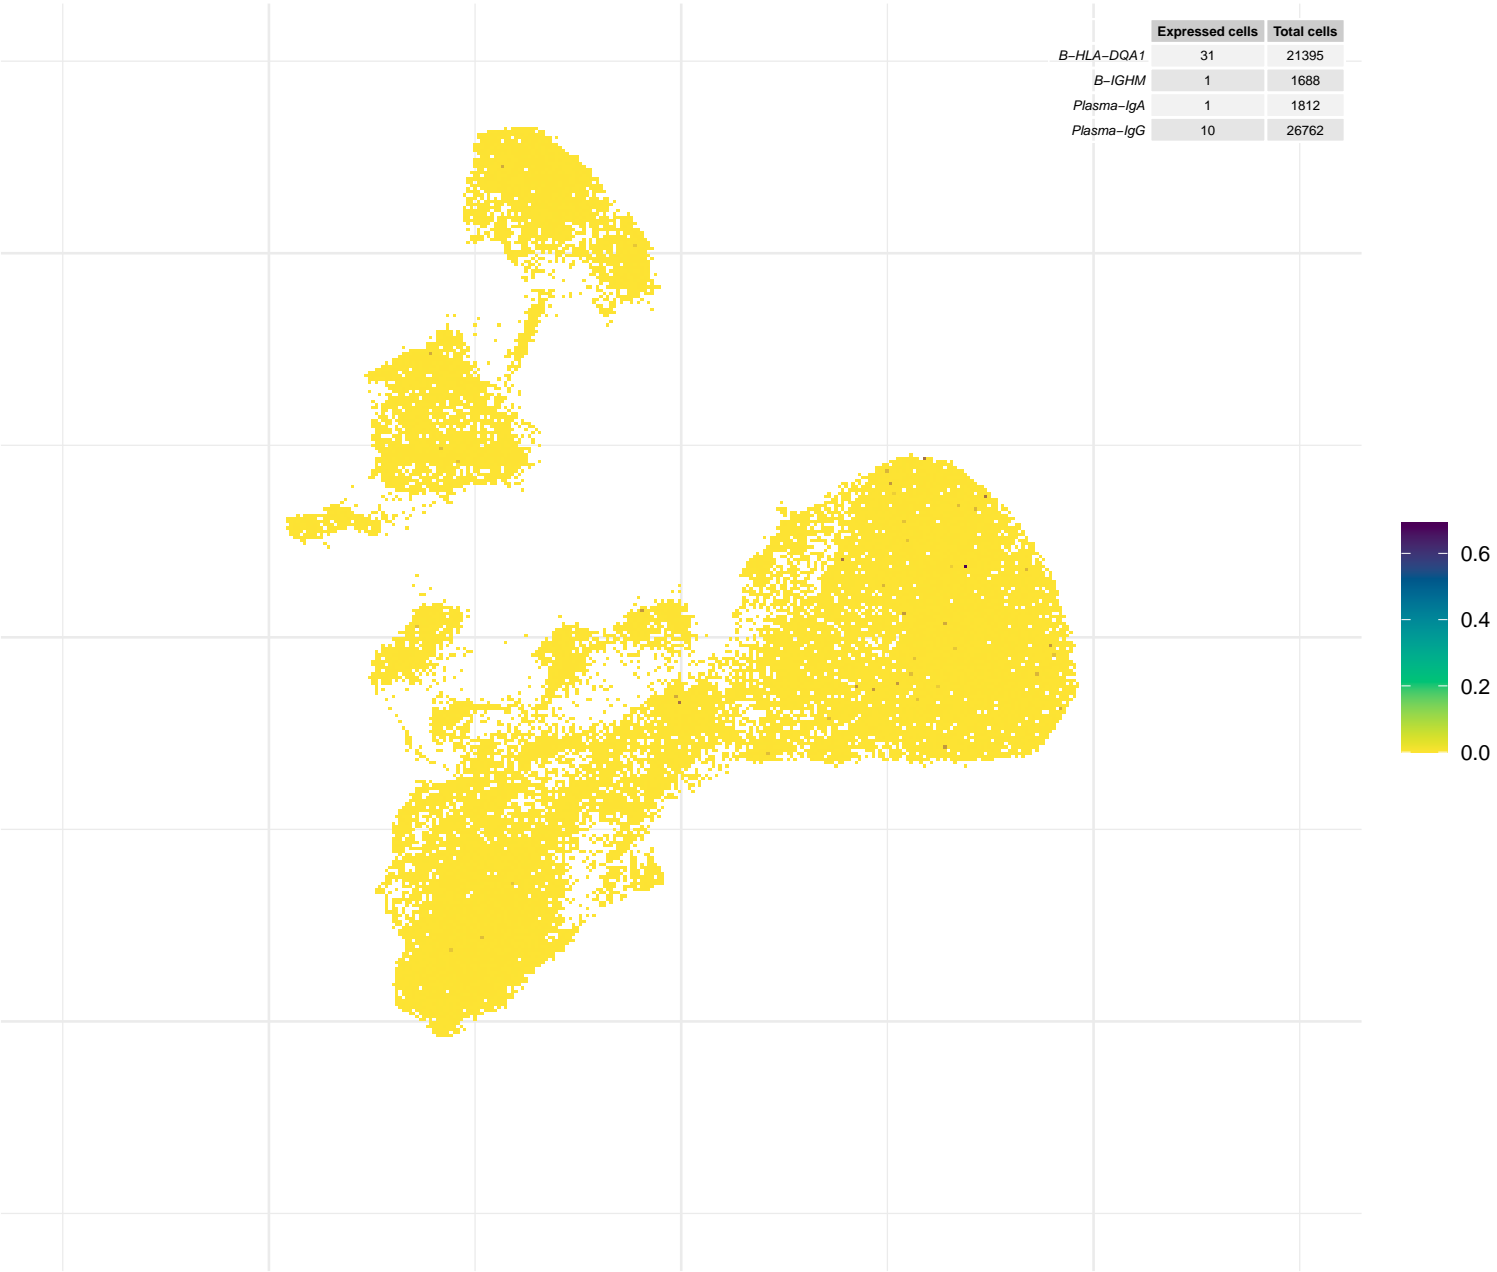 Expressed cells Total cells
B−HLA−DQA1 31 21395
B−IGHM 1 1688
Plasma−IgA 1 1812
Plasma−IgG 10 26762
0.6
0.4
0.2
0.0